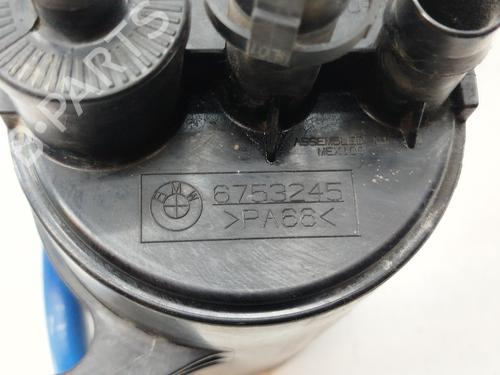 B-PARTS
ASSEMBLED IN
MEXICO
BMW
6753245
>PA66<